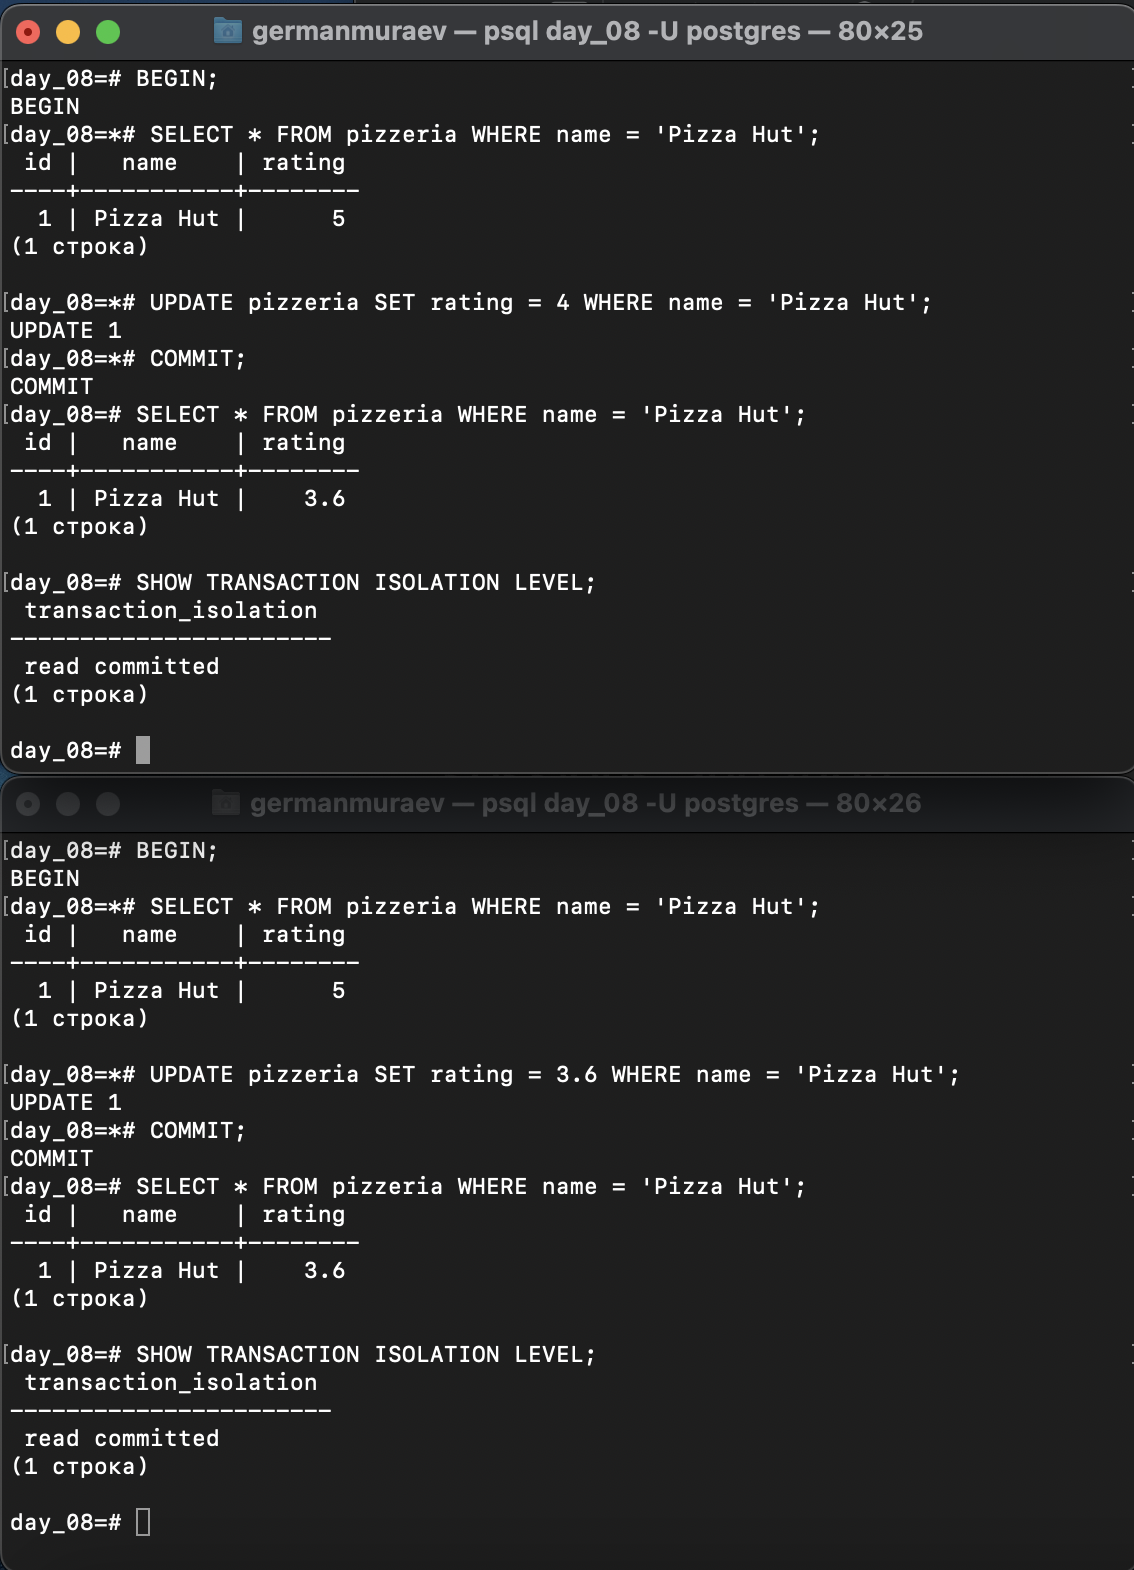 germanmuraev — psql day_08 -U postgres — 80×25
day_08=# BEGIN;
BEGIN
day_08=*# SELECT * FROM pizzeria WHERE name = 'Pizza Hut';
 id |   name    | rating
----+-----------+--------
  1 | Pizza Hut |      5
(1 строка)
day_08=*# UPDATE pizzeria SET rating = 4 WHERE name = 'Pizza Hut';
UPDATE 1
day_08=*# COMMIT;
COMMIT
day_08=# SELECT * FROM pizzeria WHERE name = 'Pizza Hut';
 id |   name    | rating
----+-----------+--------
  1 | Pizza Hut |    3.6
(1 строка)
day_08=# SHOW TRANSACTION ISOLATION LEVEL;
 transaction_isolation
-----------------------
 read committed
(1 строка)
day_08=#
germanmuraev — psql day_08 -U postgres — 80×26
day_08=# BEGIN;
BEGIN
day_08=*# SELECT * FROM pizzeria WHERE name = 'Pizza Hut';
 id |   name    | rating
----+-----------+--------
  1 | Pizza Hut |      5
(1 строка)
day_08=*# UPDATE pizzeria SET rating = 3.6 WHERE name = 'Pizza Hut';
UPDATE 1
day_08=*# COMMIT;
COMMIT
day_08=# SELECT * FROM pizzeria WHERE name = 'Pizza Hut';
 id |   name    | rating
----+-----------+--------
  1 | Pizza Hut |    3.6
(1 строка)
day_08=# SHOW TRANSACTION ISOLATION LEVEL;
 transaction_isolation
-----------------------
 read committed
(1 строка)
day_08=#